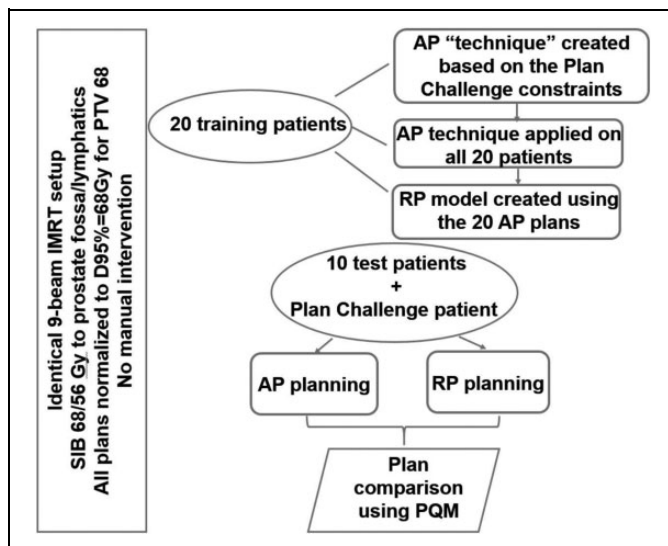 Identical 9-beam IMRT setup
SIB 68/56 Gy to prostate fossa/lymphatics
All plans normalized to D95%=68Gy for PTV 68
No manual intervention
20 training patients
AP “technique” created
based on the Plan
Challenge constraints
AP technique applied on
all 20 patients
RP model created using
the 20 AP plans
10 test patients
+
Plan Challenge patient
AP planning
RP planning
Plan
comparison
using PQM